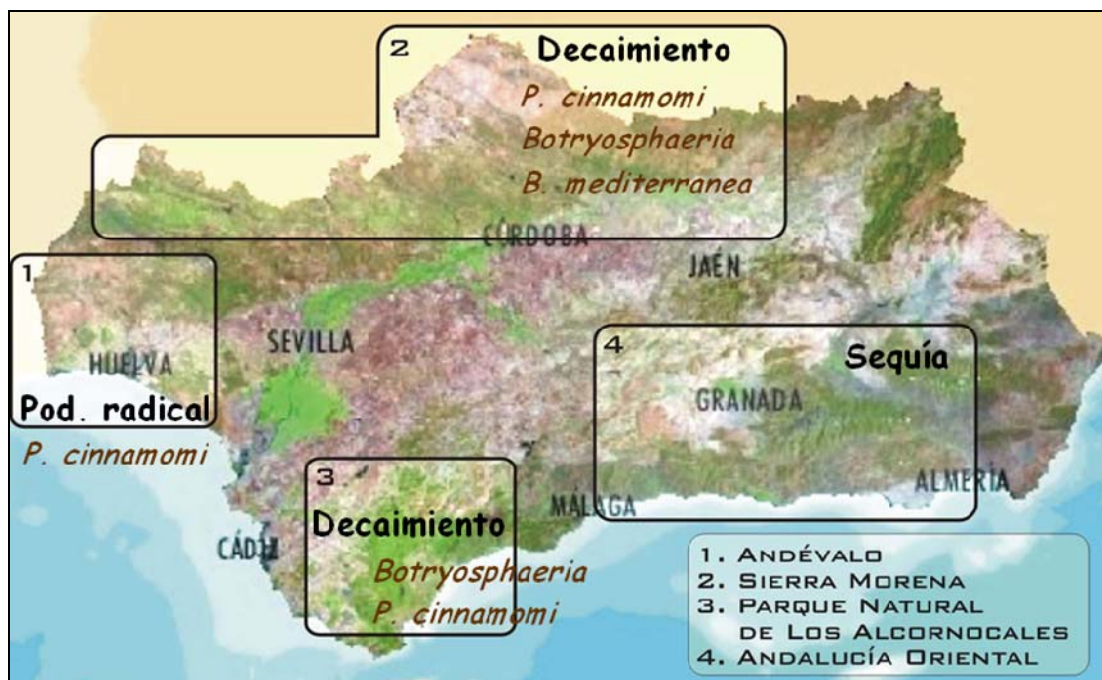 2
Decaimiento
P. cinnamomi
Botryosphaeria
B. mediterranea
CÓRDOBA
JAÉN
1
HUELVA
Pod. radical
P. cinnamomi
SEVILLA
4
Sequía
GRANADA
ALMERÍA
MÁLAGA
3
Decaimiento
Botryosphaeria
P. cinnamomi
CÁDIZ
1. ANDÉVALO
2. SIERRA MORENA
3. PARQUE NATURAL
DE LOS ALCORNOCALES
4. ANDALUCÍA ORIENTAL